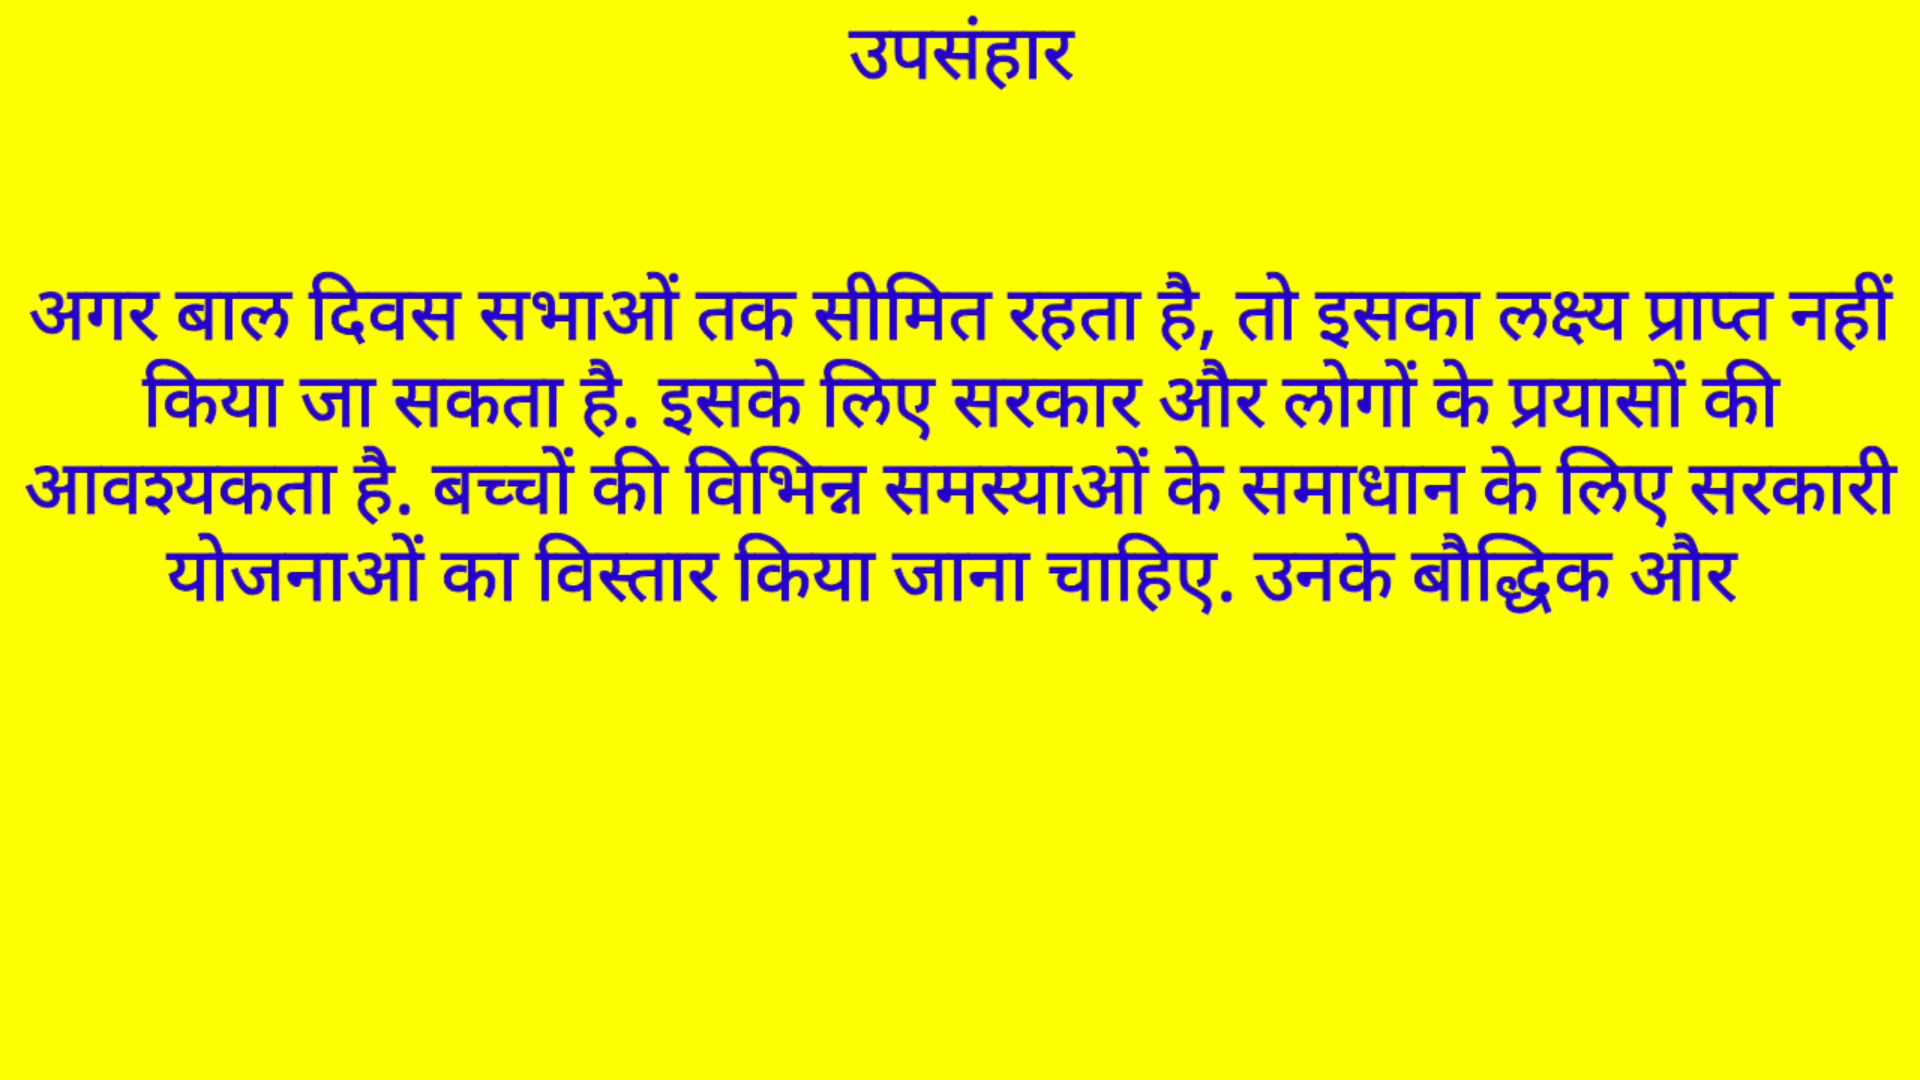 उपसंहार
अगर बाल दिवस सभाओं तक सीमित रहता है, तो इसका लक्ष्य प्राप्त नहीं
किया जा सकता है. इसके लिए सरकार और लोगों के प्रयासों की
आवश्यकता है. बच्चों की विभिन्न समस्याओं के समाधान के लिए सरकारी
योजनाओं का विस्तार किया जाना चाहिए. उनके बौद्धिक और